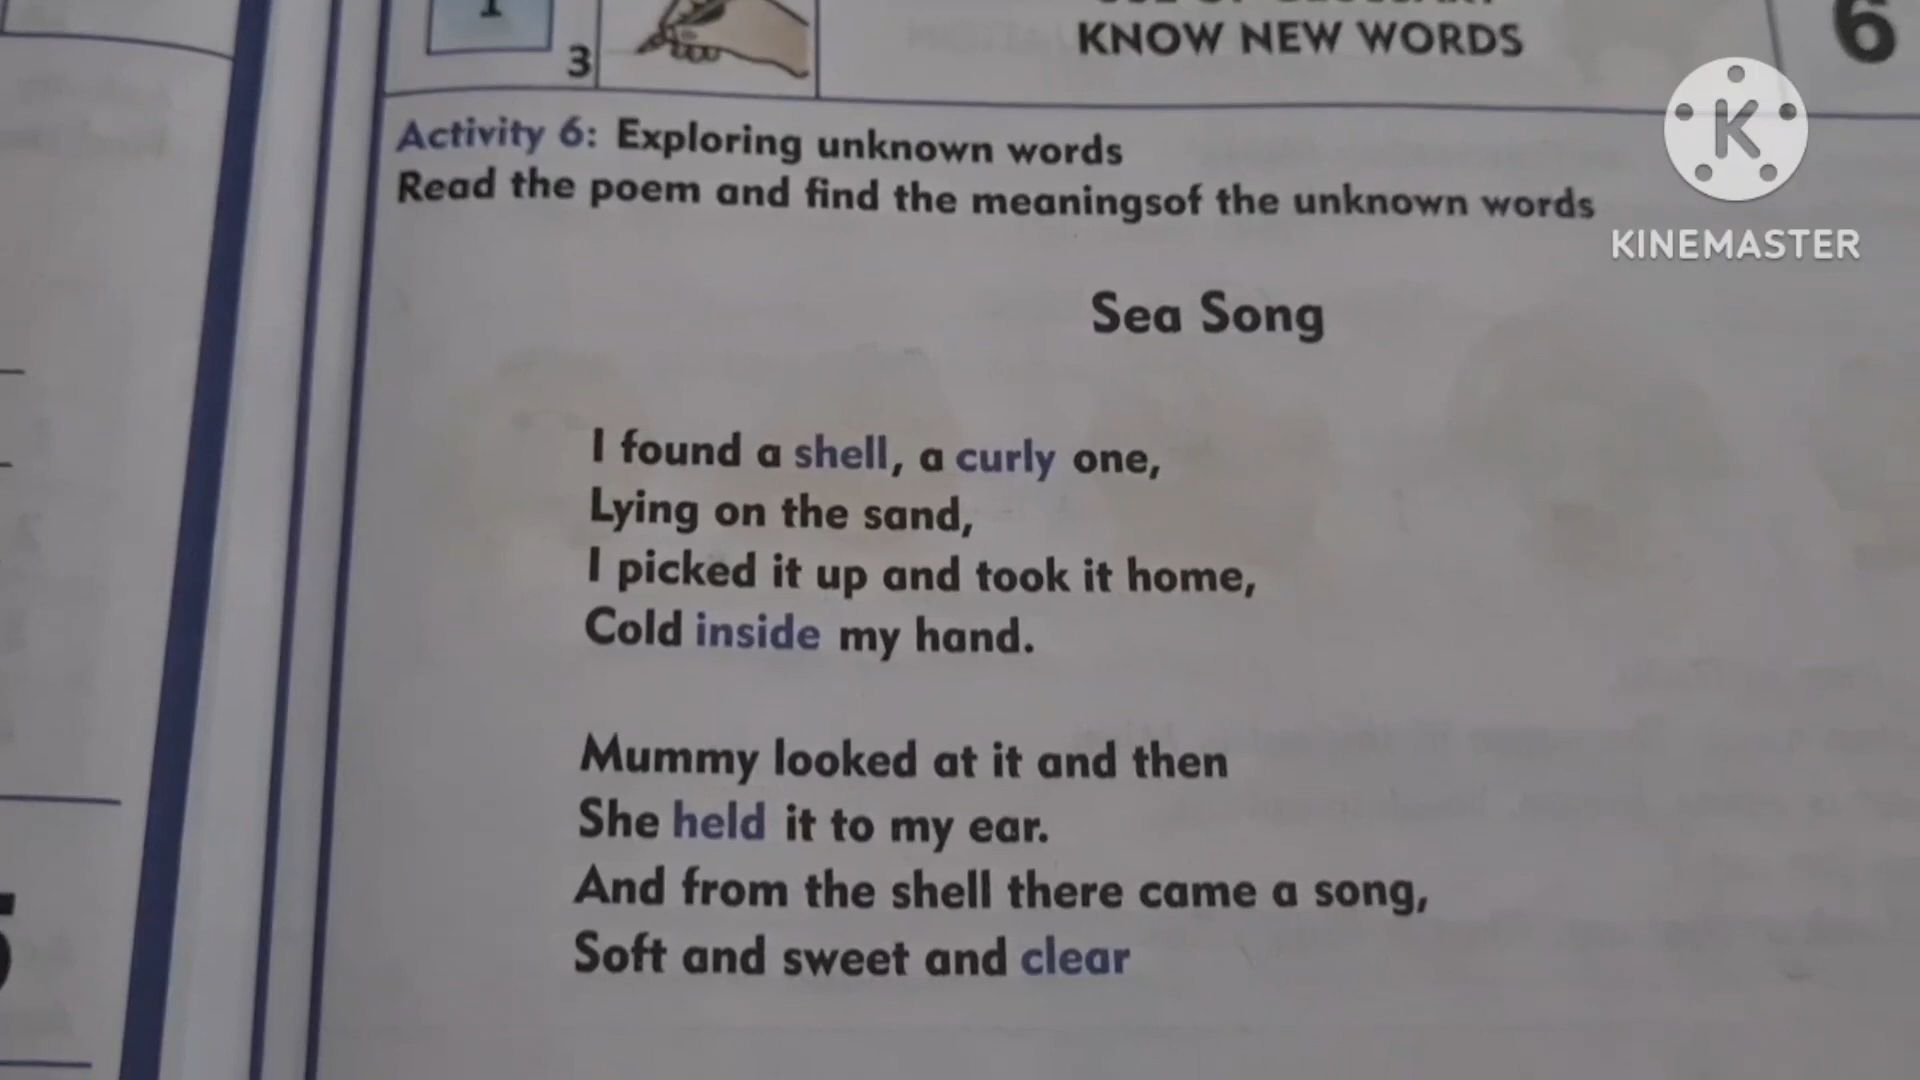 1
3
KNOW NEW WORDS
6
K
KINEMASTER
Activity 6: Exploring unknown words
Read the poem and find the meaningsof the unknown words
Sea Song
I found a shell, a curly one,
Lying on the sand,
I picked it up and took it home,
Cold inside my hand.
Mummy looked at it and then
She held it to my ear.
And from the shell there came a song,
Soft and sweet and clear